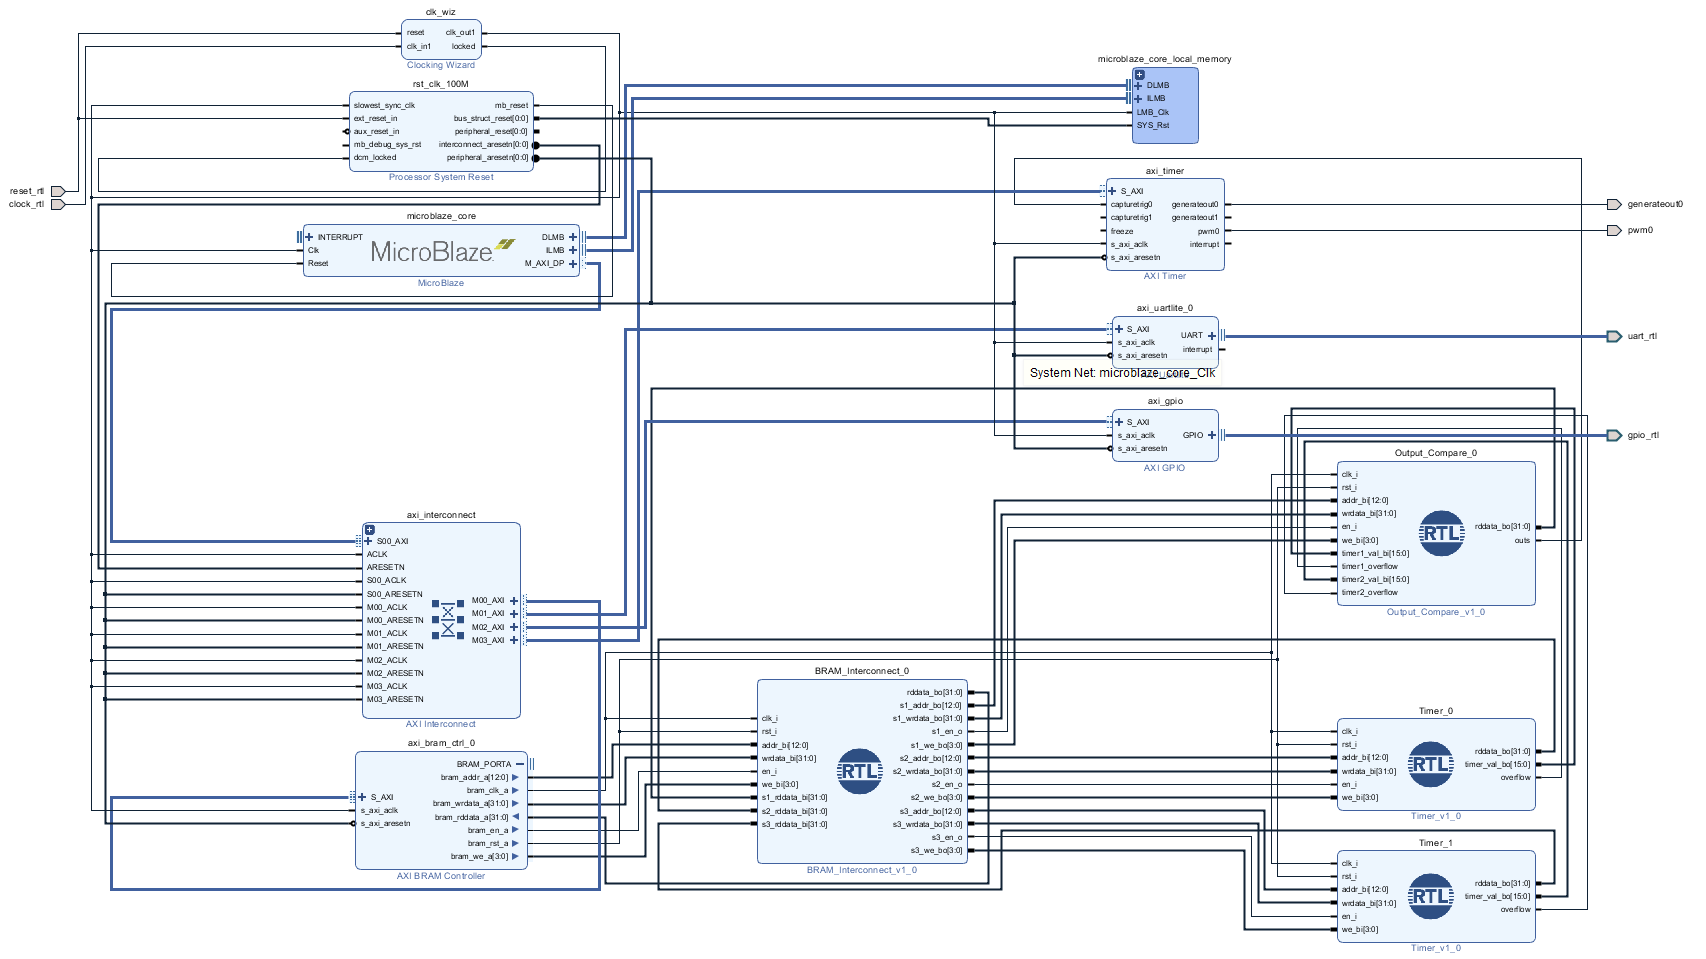 clk_wiz
reset
clk_out1
clk_in1
locked
Clocking Wizard
rst_clk_100M
slowest_sync_clk
mb_reset
ext_reset_in
bus_struct_reset[0:0]
aux_reset_in
peripheral_reset[0:0]
mb_debug_sys_rst
interconnect_aresetn[0:0]
dcm_locked
peripheral_aresetn[0:0]
Processor System Reset
reset_rtl
clock_rtl
microblaze_core
INTERRUPT
DLMB
Clk
MicroBlaze
ILMB
Reset
M_AXI_DP
MicroBlaze
microblaze_core_local_memory
DLMB
ILMB
LMB_Clk
SYS_Rst
axi_timer
S_AXI
capturetrig0
generateout0
capturetrig1
generateout1
freeze
pwm0
s_axi_aclk
interrupt
s_axi_aresetn
AXI Timer
generateout0
pwm0
axi_uartlite_0
S_AXI
UART
s_axi_aclk
interrupt
s_axi_aresetn
System Net: microblaze_core_Clk
uart_rtl
axi_gpio
S_AXI
s_axi_aclk
GPIO
s_axi_aresetn
AXI GPIO
gpio_rtl
Output_Compare_0
clk_i
rst_i
addr_bi[12:0]
wrdata_bi[31:0]
en_i
we_bi[3:0]
timer1_val_bi[15:0]
timer1_overflow
timer2_val_bi[15:0]
timer2_overflow
RTL
rddata_bo[31:0]
outs
Output_Compare_v1_0
axi_interconnect
S00_AXI
ACLK
ARESETN
S00_ACLK
S00_ARESETN
M00_ACLK
M00_ARESETN
M01_ACLK
M01_ARESETN
M02_ACLK
M02_ARESETN
M03_ACLK
M03_ARESETN
M00_AXI
M01_AXI
M02_AXI
M03_AXI
AXI Interconnect
axi_bram_ctrl_0
S_AXI
s_axi_aclk
s_axi_aresetn
BRAM_PORTA
bram_addr_a[12:0]
bram_clk_a
bram_wrdata_a[31:0]
bram_rddata_a[31:0]
bram_en_a
bram_rst_a
bram_we_a[3:0]
AXI BRAM Controller
BRAM_Interconnect_0
clk_i
rst_i
addr_bi[12:0]
wrdata_bi[31:0]
en_i
we_bi[3:0]
s1_rddata_bi[31:0]
s2_rddata_bi[31:0]
s3_rddata_bi[31:0]
RTL
rddata_bo[31:0]
s1_addr_bo[12:0]
s1_wrdata_bo[31:0]
s1_en_o
s1_we_bo[3:0]
s2_addr_bo[12:0]
s2_wrdata_bo[31:0]
s2_en_o
s2_we_bo[3:0]
s3_addr_bo[12:0]
s3_wrdata_bo[31:0]
s3_en_o
s3_we_bo[3:0]
BRAM_Interconnect_v1_0
Timer_0
clk_i
rst_i
addr_bi[12:0]
wrdata_bi[31:0]
en_i
we_bi[3:0]
RTL
rddata_bo[31:0]
timer_val_bo[15:0]
overflow
Timer_v1_0
Timer_1
clk_i
rst_i
addr_bi[12:0]
wrdata_bi[31:0]
en_i
we_bi[3:0]
RTL
rddata_bo[31:0]
timer_val_bo[15:0]
overflow
Timer_v1_0